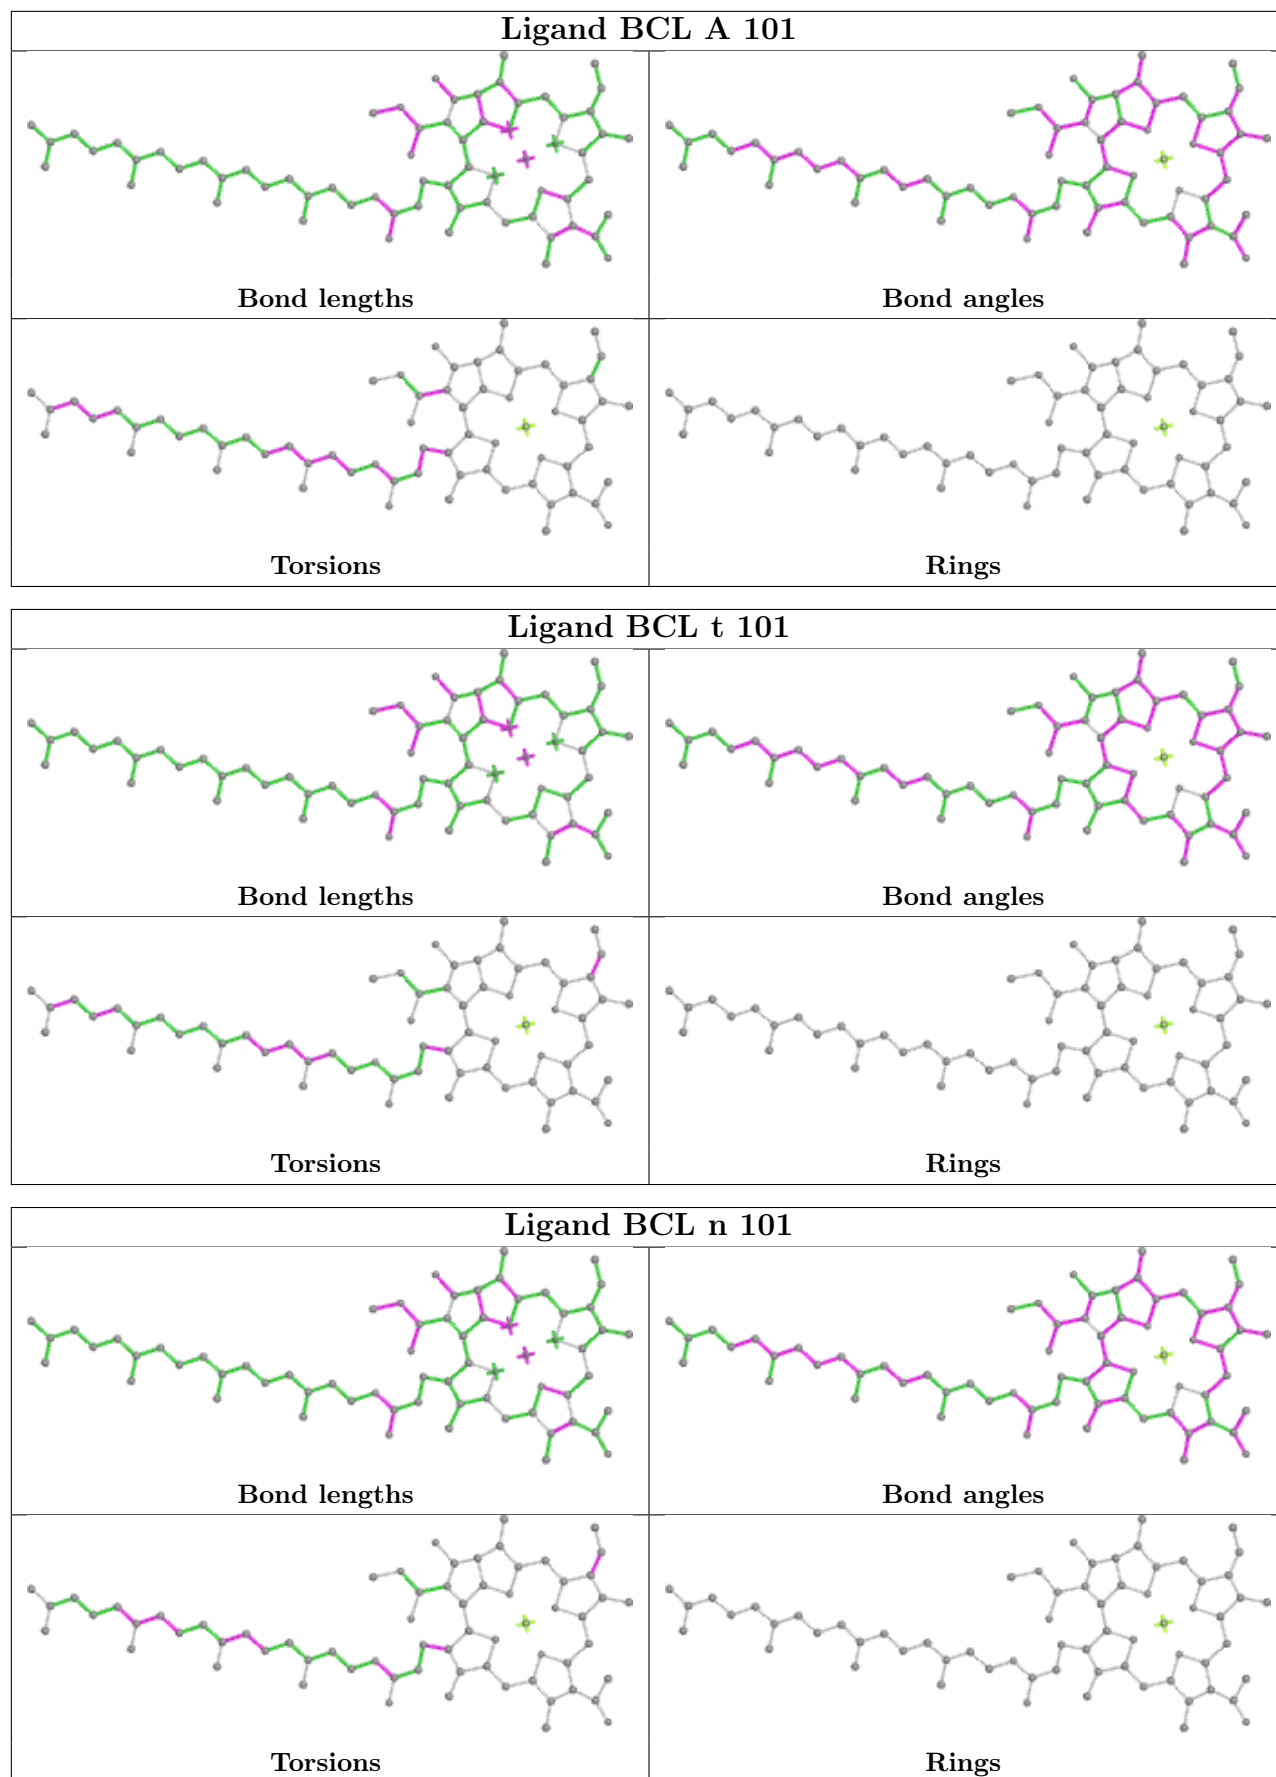 Ligand BCL A 101
Bond lengths
Bond angles
Torsions
Rings
Ligand BCL t 101
Bond lengths
Bond angles
Torsions
Rings
Ligand BCL n 101
Bond lengths
Bond angles
Torsions
Rings